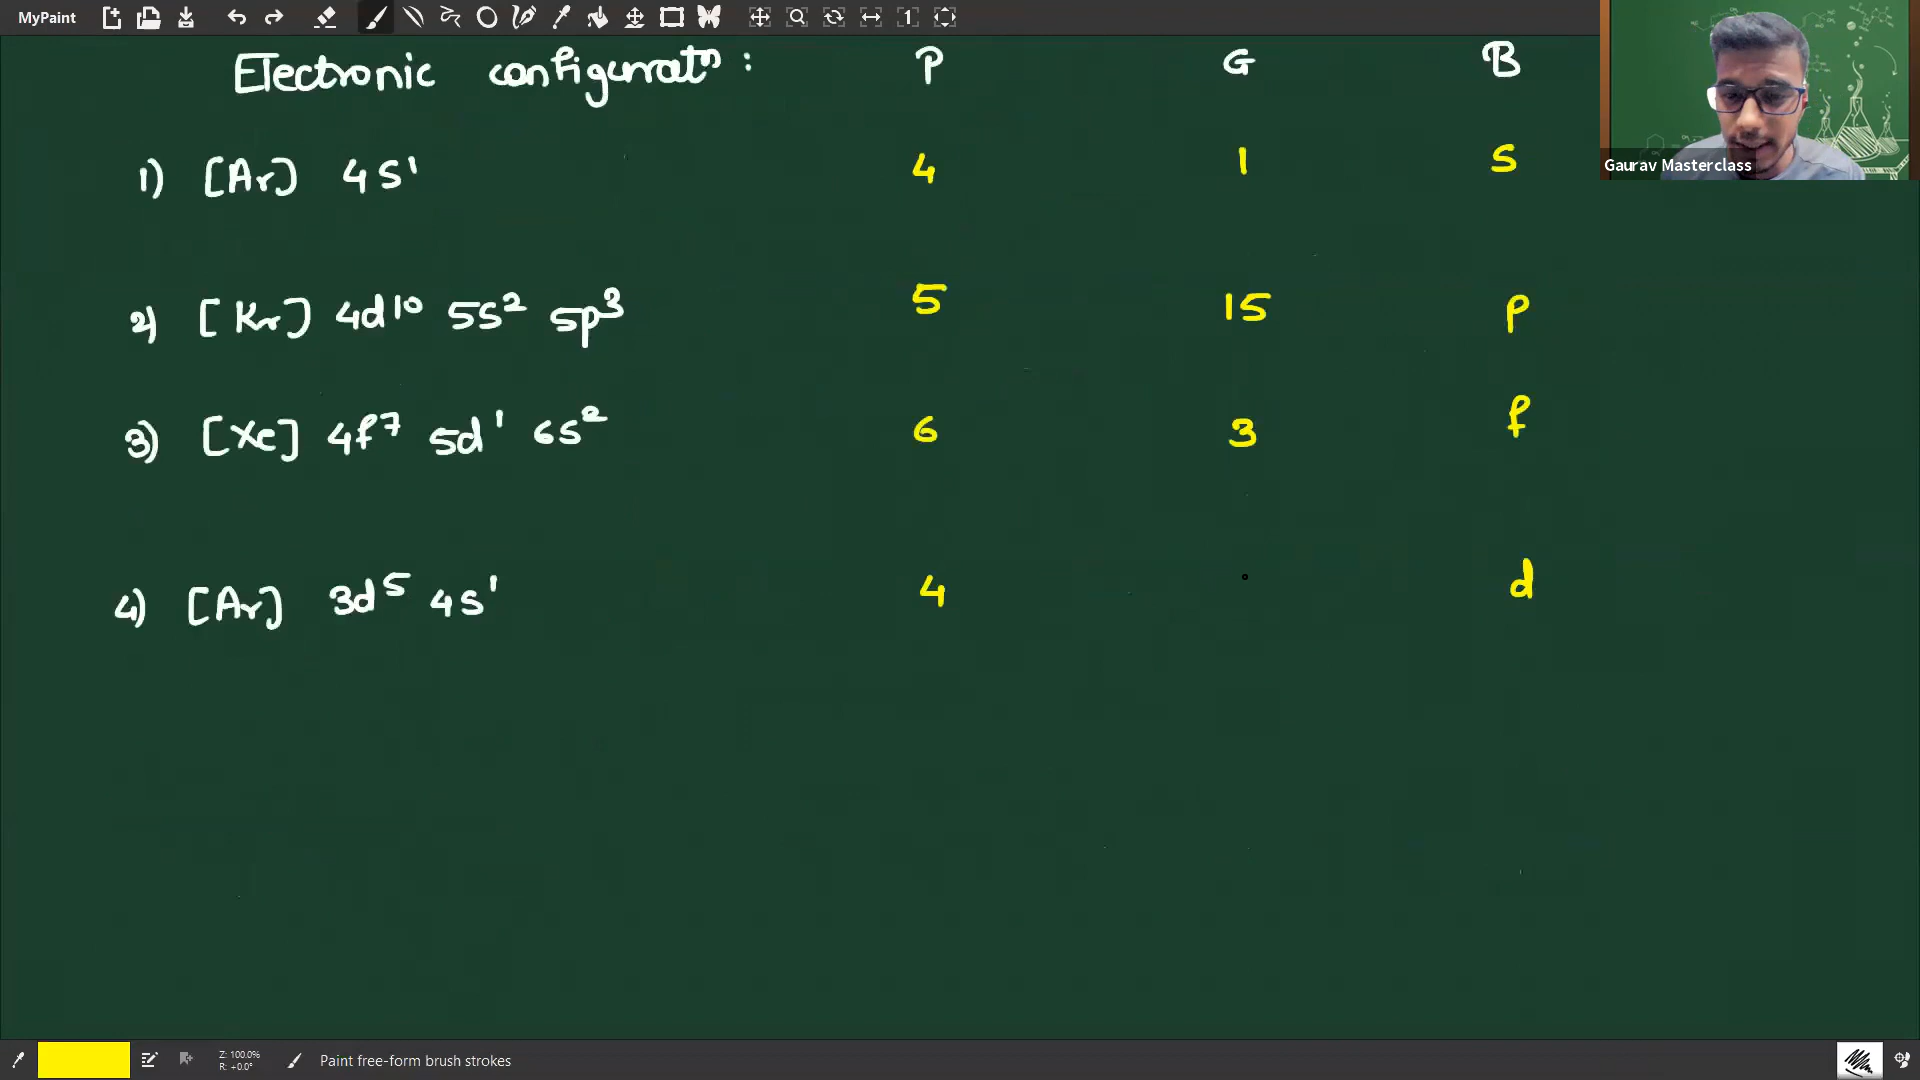 MyPaint
Electronic configuratn : P G B
Gaurav Masterclass
1) [Ar] 4s¹ 4 1 s
2) [Kr] 4d¹⁰ 5s² 5p³ 5 15 p
3) [Xe] 4f⁷ 5d¹ 6s² 6 3 f
4) [Ar] 3d⁵ 4s¹ 4 d
Z: 100.0%
R: +0.0°
Paint free-form brush strokes